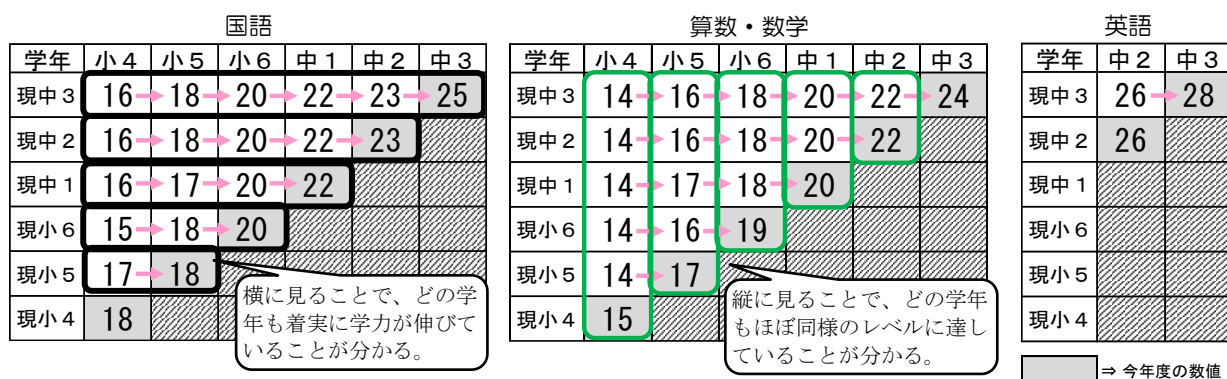 国語
学年 小4 小5 小6 中1 中2 中3
現中3 16 18 20 22 23 25
現中2 16 18 20 22 23
現中1 16 17 20 22
現小6 15 18 20
現小5 17 18
現小4 18
横に見ることで、どの学
年も着実に学力が伸びて
いることが分かる。
算数・数学
学年 小4 小5 小6 中1 中2 中3
現中3 14 16 18 20 22 24
現中2 14 16 18 20 22
現中1 14 17 18 20
現小6 14 16 19
現小5 14 17
現小4 15
縦に見ることで、どの学年
もほぼ同様のレベルに達し
ていることが分かる。
英語
学年 中2 中3
現中3 26 28
現中2 26
現中1
現小6
現小5
現小4
⇒ 今年度の数値